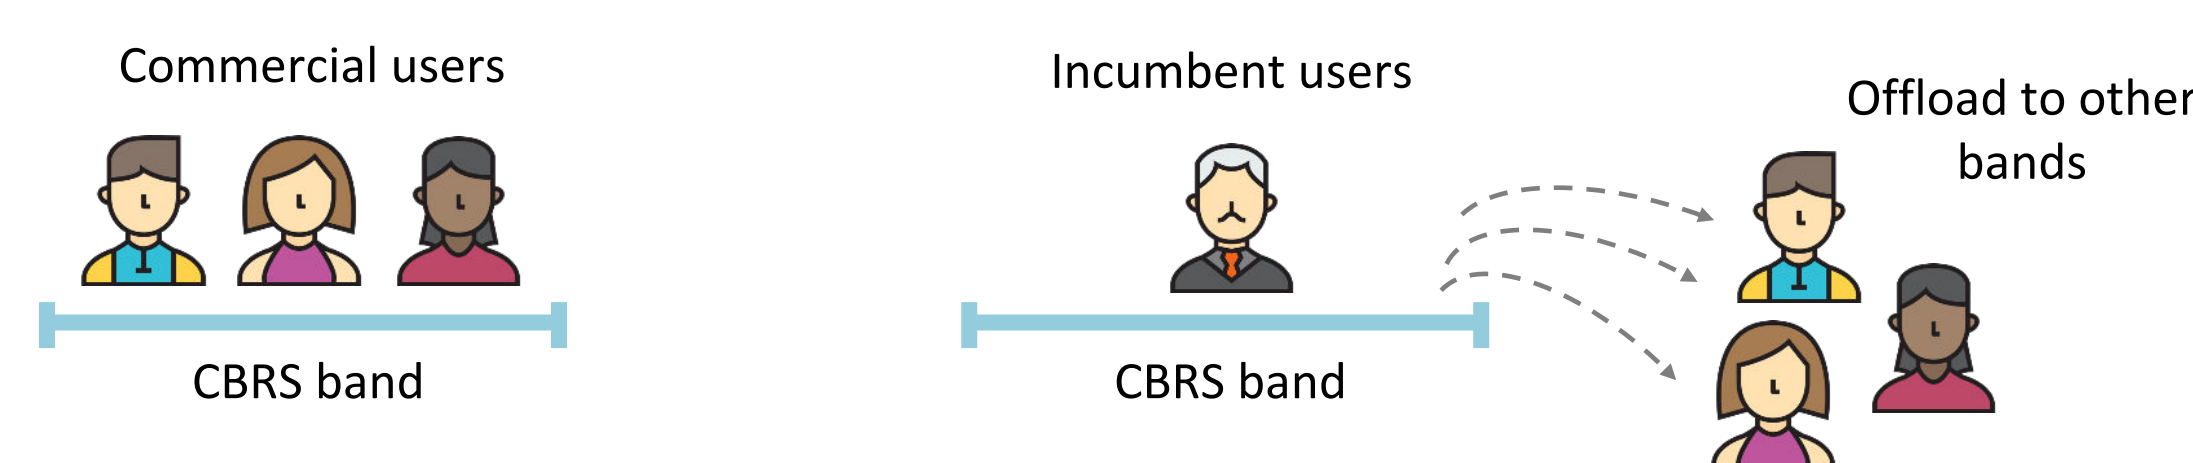 Commercial users
CBRS band
Incumbent users
CBRS band
Offload to other
bands